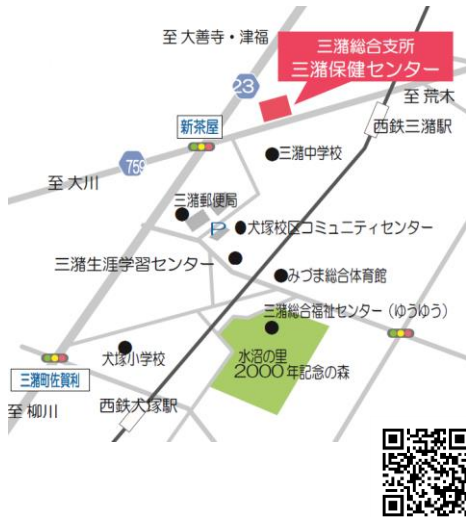 至 大善寺・津福
三潴総合支所
三潴保健センター
23
至 荒木
西鉄三潴駅
新茶屋
三潴中学校
759
至 大川
三潴郵便局
P
犬塚校区コミュニティセンター
三潴生涯学習センター
みづま総合体育館
三潴総合福祉センター（ゆうゆう）
犬塚小学校
水沼の里
2000年記念の森
三潴町佐賀利
至 柳川
西鉄犬塚駅